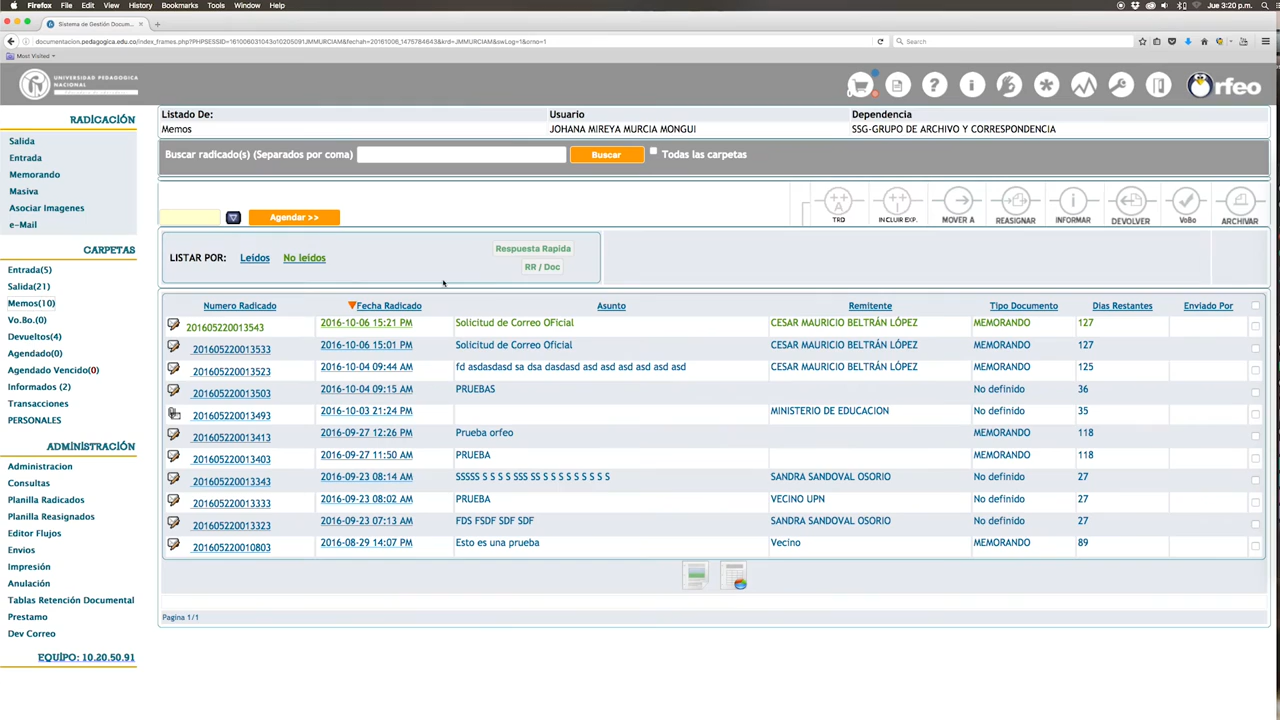 Firefox File Edit View History Bookmarks Tools Window Help
Jue 3:20 p.m.
Sistema de Gestión Docum...
documentacion.pedagogica.edu.co/index_frames.php?PHPSESSID=161006031043o10205091JMMURCIAM&fechah=20161006_1475784643&krd=JMMURCIAM&swLog=1&orno=1
Search
Most Visited
UNIVERSIDAD PEDAGOGICA
NACIONAL
Orfeo
RADICACIÓN
Salida
Entrada
Memorando
Masiva
Asociar Imagenes
e-Mail
CARPETAS
Entrada(5)
Salida(21)
Memos(10)
Vo.Bo.(0)
Devueltos(4)
Agendado(0)
Agendado Vencido(0)
Informados (2)
Transacciones
PERSONALES
ADMINISTRACIÓN
Administracion
Consultas
Planilla Radicados
Planilla Reasignados
Editor Flujos
Envios
Impresión
Anulación
Tablas Retención Documental
Prestamo
Dev Correo
EQUIPO: 10.20.50.91
Listado De: Usuario Dependencia
Memos JOHANA MIREYA MURCIA MONGUI SSG-GRUPO DE ARCHIVO Y CORRESPONDENCIA
Buscar radicado(s) (Separados por coma) Buscar Todas las carpetas
Agendar >>
TRD INCLUIR EXP. MOVER A REASIGNAR INFORMAR DEVOLVER VoBo ARCHIVAR
LISTAR POR: Leídos No leidos
Respuesta Rapida
RR / Doc
Numero Radicado Fecha Radicado Asunto Remitente Tipo Documento Dias Restantes Enviado Por
201605220013543 2016-10-06 15:21 PM Solicitud de Correo OFicial CESAR MAURICIO BELTRÁN LÓPEZ MEMORANDO 127
201605220013533 2016-10-06 15:01 PM Solicitud de Correo Oficial CESAR MAURICIO BELTRÁN LÓPEZ MEMORANDO 127
201605220013523 2016-10-04 09:44 AM fd asdasdasd sa dsa dasdasd asd asd asd asd asd asd CESAR MAURICIO BELTRÁN LÓPEZ MEMORANDO 125
201605220013503 2016-10-04 09:15 AM PRUEBAS No definido 36
201605220013493 2016-10-03 21:24 PM MINISTERIO DE EDUCACION No definido 35
201605220013413 2016-09-27 12:26 PM Prueba orfeo MEMORANDO 118
201605220013403 2016-09-27 11:50 AM PRUEBA MEMORANDO 118
201605220013343 2016-09-23 08:14 AM SSSSS S S S S SSS SS S S S S S S S S S SANDRA SANDOVAL OSORIO No definido 27
201605220013333 2016-09-23 08:02 AM PRUEBA VECINO UPN No definido 27
201605220013323 2016-09-23 07:13 AM FDS FSDF SDF SDF SANDRA SANDOVAL OSORIO No definido 27
201605220010803 2016-08-29 14:07 PM Esto es una prueba Vecino MEMORANDO 89
Pagina 1/1